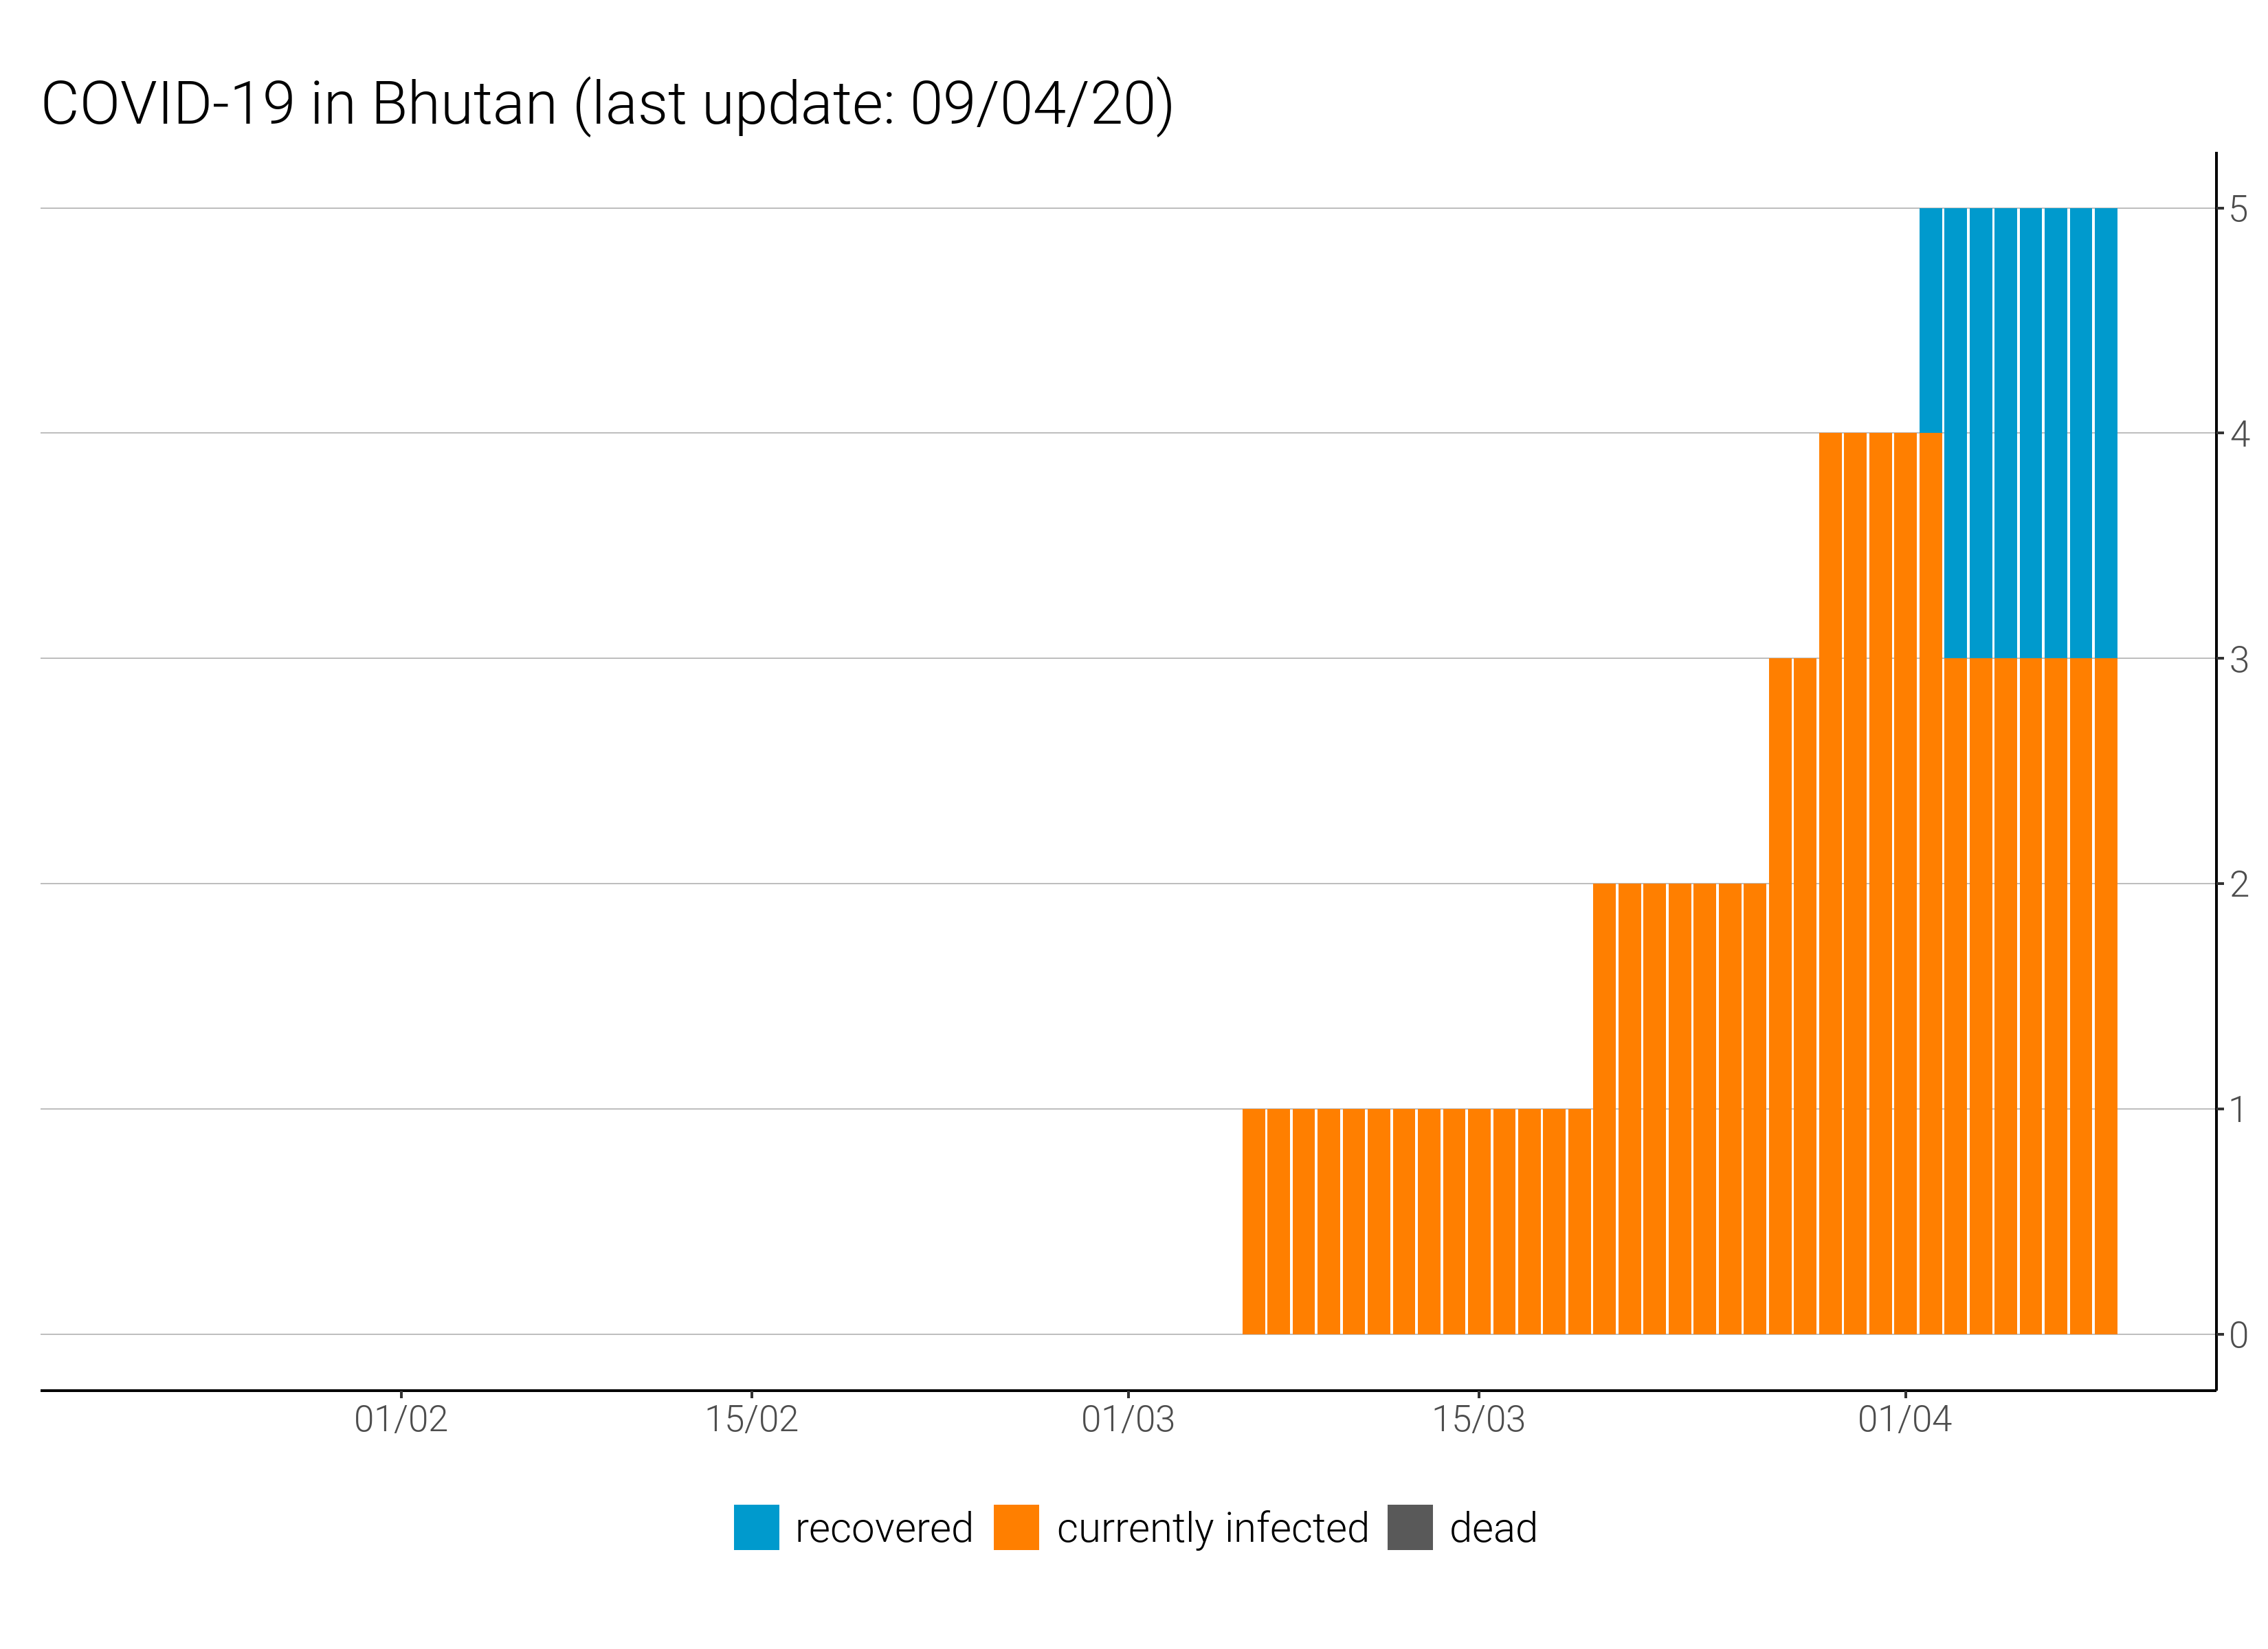 COVID-19 in Bhutan (last update: 09/04/20)
5
4
3
2
1
0
01/02 15/02 01/03 15/03 01/04
recovered currently infected dead